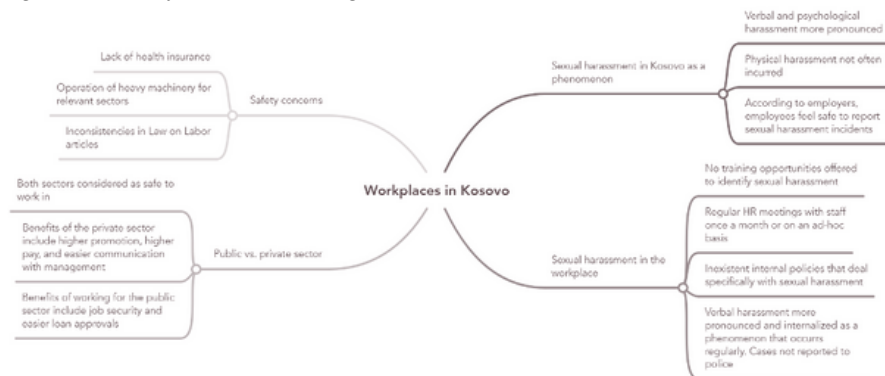 Lack of health insurance
Operation of heavy machinery for
relevant sectors
Inconsistencies in Law on Labor
articles
Safety concerns
Both sectors considered as safe to
work in
Benefits of the private sector
include higher promotion, higher
pay, and easier communication
with management
Benefits of working for the public
sector include job security and
easier loan approvals
Public vs. private sector
Workplaces in Kosovo
Sexual harassment in Kosovo as a
phenomenon
Verbal and psychological
harassment more pronounced
Physical harassment not often
incurred
According to employers,
employees feel safe to report
sexual harassment incidents
Sexual harassment in the
workplace
No training opportunities offered
to identify sexual harassment
Regular HR meetings with staff
once a month or on an ad-hoc
basis
Inexistent internal policies that deal
specifically with sexual harassment
Verbal harassment more
pronounced and internalized as a
phenomenon that occurs
regularly. Cases not reported to
police